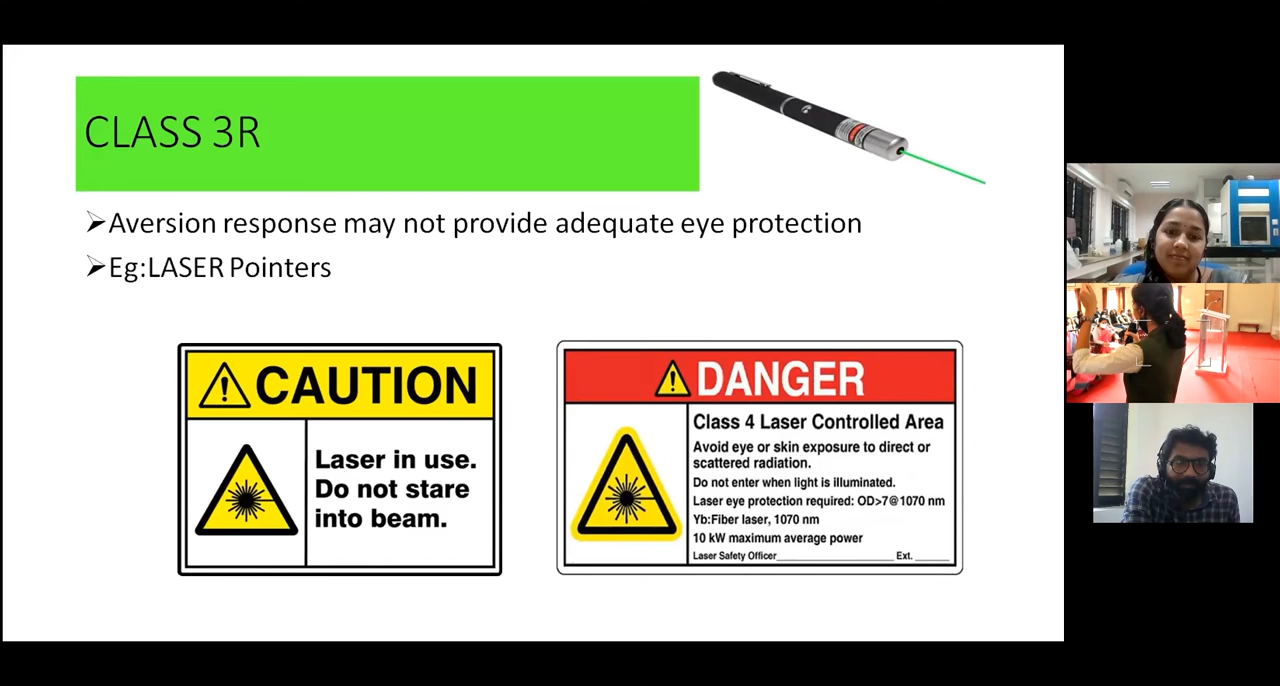 CLASS 3R
➢Aversion response may not provide adequate eye protection
➢Eg:LASER Pointers
CAUTION
Laser in use.
Do not stare
into beam.
DANGER
Class 4 Laser Controlled Area
Avoid eye or skin exposure to direct or
scattered radiation.
Do not enter when light is illuminated.
Laser eye protection required: OD>7@1070 nm
Yb:Fiber laser, 1070 nm
10 kW maximum average power
Laser Safety Officer____________________ Ext. ______